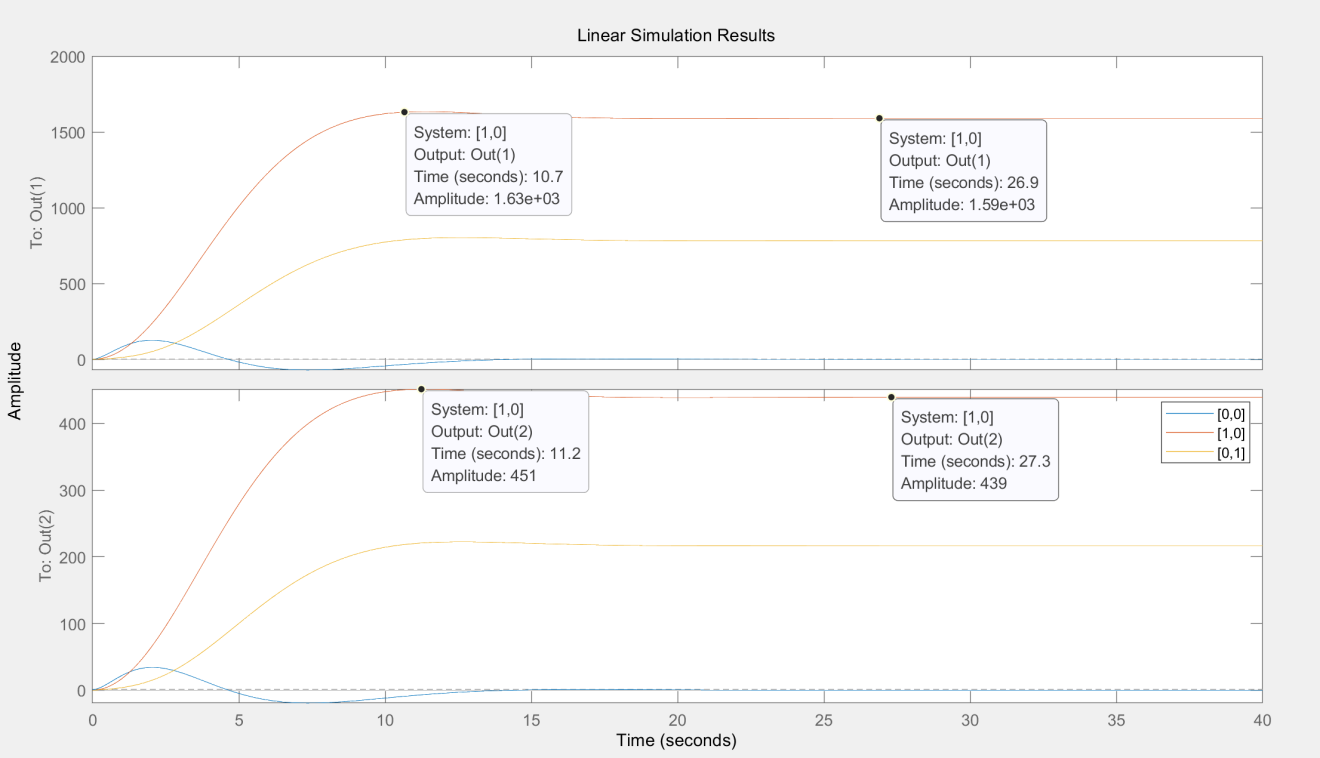 Linear Simulation Results
2000
1500
1000
500
0
To: Out(1)
System: [1,0]
Output: Out(1)
Time (seconds): 10.7
Amplitude: 1.63e+03
System: [1,0]
Output: Out(1)
Time (seconds): 26.9
Amplitude: 1.59e+03
Amplitude
400
300
200
100
0
To: Out(2)
System: [1,0]
Output: Out(2)
Time (seconds): 11.2
Amplitude: 451
System: [1,0]
Output: Out(2)
Time (seconds): 27.3
Amplitude: 439
[0,0]
[1,0]
[0,1]
0 5 10 15 20 25 30 35 40
Time (seconds)